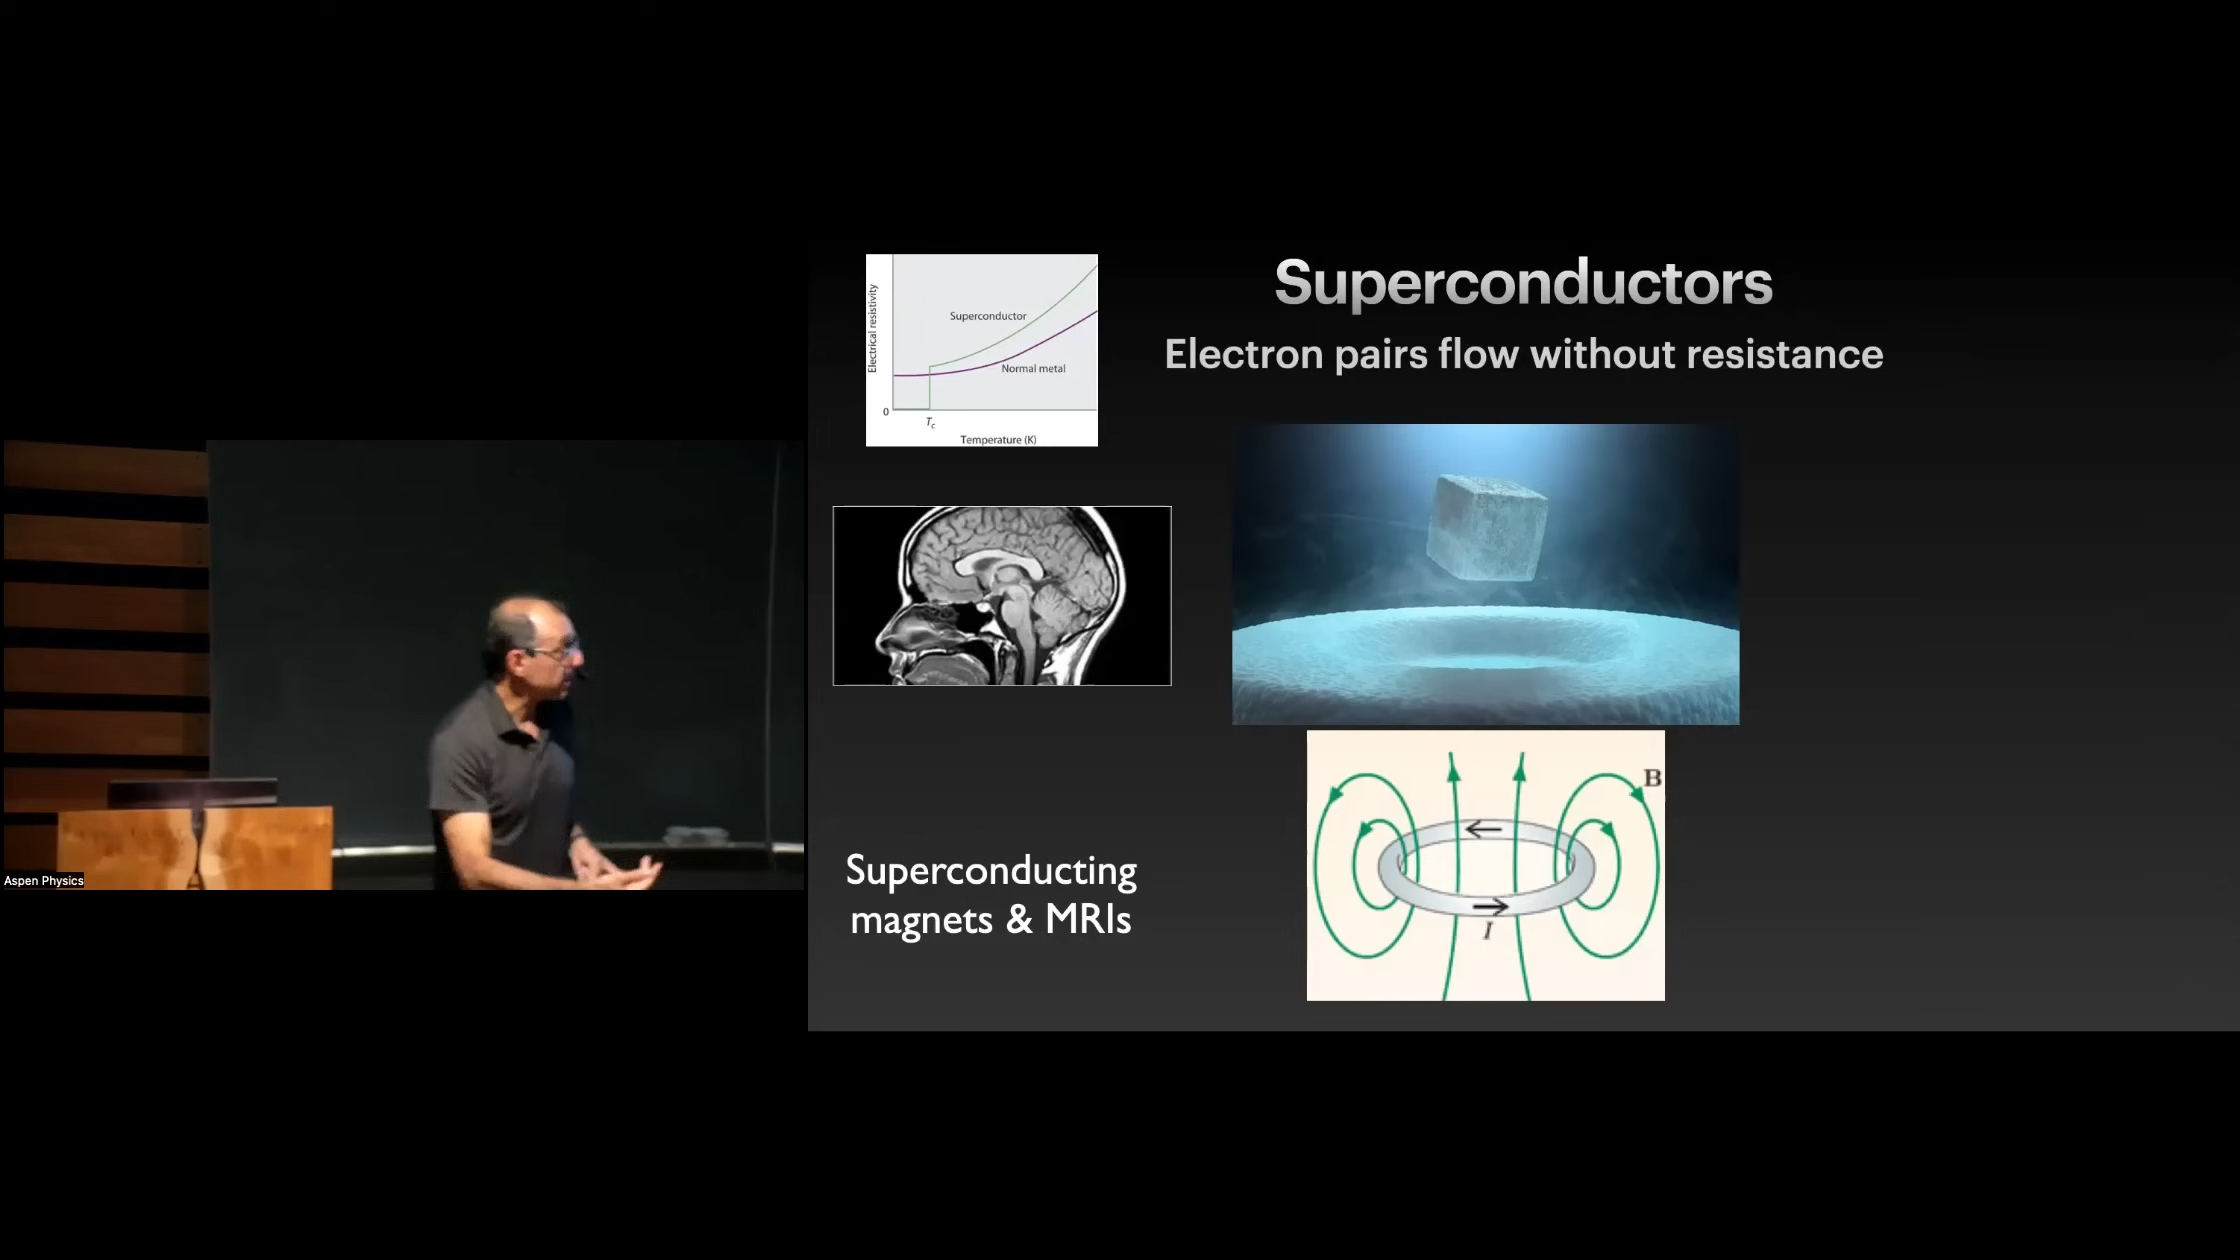 Superconductors
Electron pairs flow without resistance
Electrical resistivity
Superconductor
Normal metal
0
Tc
Temperature (K)
B
I
Superconducting
magnets & MRIs
Aspen Physics